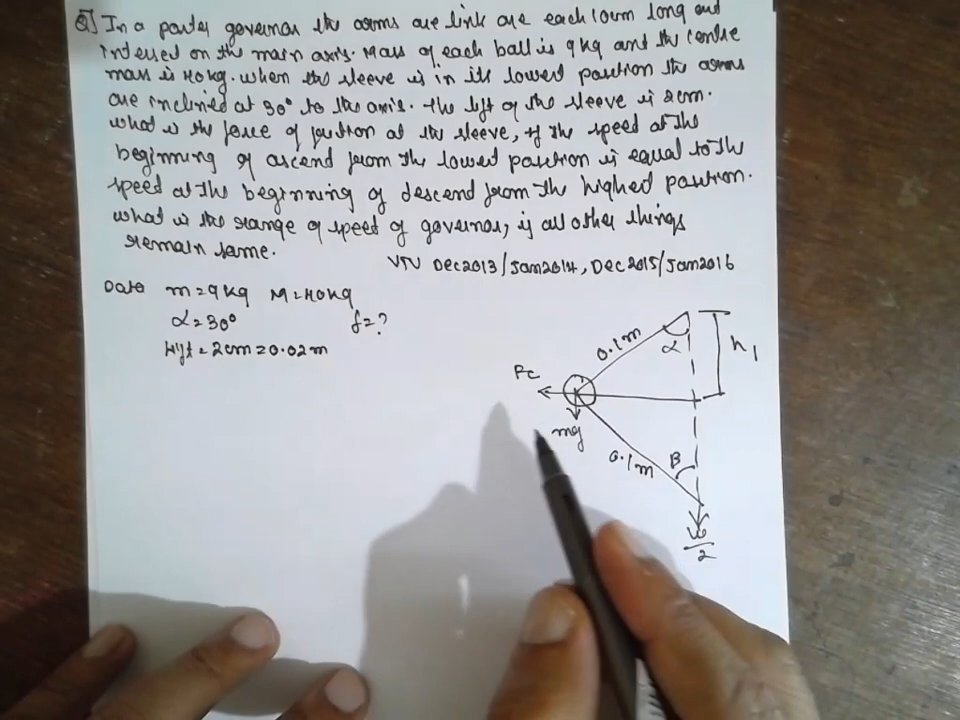 Q] In a porter governor the arms are link are each 10cm long and
intersed on the main axis. Mass of each ball is 9kg and the centre
mass is 40kg. when the sleeve is in its lowest position the arms
are inclined at 30° to the axis. the lift of the sleeve is 2cm.
what is the force of friction at the sleeve, if the speed at the
beginning of ascend from the lowest position is equal to the
speed at the beginning of descend from the highest position.
what is the range of speed of governor, if all other things
remain same.
VTU Dec2013/Jan2014, Dec2015/Jan2016
Data m=9kg M=40kg
α=30° f=?
lift=2cm=0.02m
0.1m α h1
Fc
mg
0.1m B
W/2